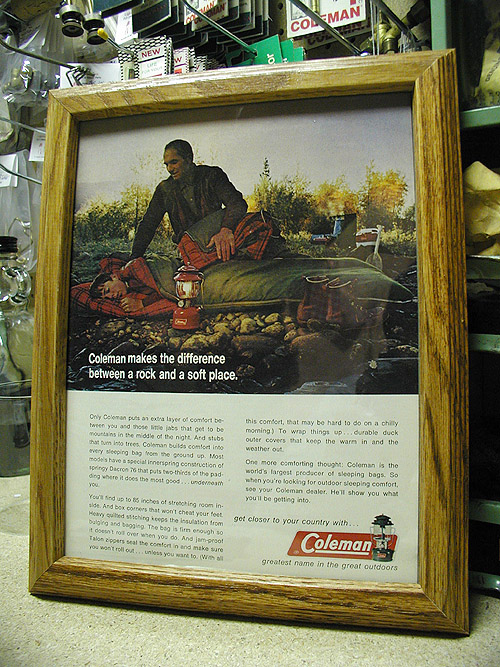 COLEMAN
NEW
Coleman makes the difference
between a rock and a soft place.
Only Coleman puts an extra layer of comfort be-
tween you and those little jabs that get to be
mountains in the middle of the night. And stubs
that turn into trees. Coleman builds comfort into
every sleeping bag from the ground up. Most
models have a special innerspring construction of
springy Dacron 76 that puts two-thirds of the pad-
ding where it does the most good . . . underneath
you.
You'll find up to 85 inches of stretching room in-
side. And box corners that won't cheat your feet.
Heavy quilted stitching keeps the insulation from
bulging and bagging. The bag is firm enough so
it doesn't roll over when you do. And jam-proof
Talon zippers seal the comfort in and make sure
you won't roll out . . . unless you want to. (With all
this comfort, that may be hard to do on a chilly
morning.) To wrap things up . . . durable duck
outer covers that keep the warm in and the
weather out.
One more comforting thought: Coleman is the
world's largest producer of sleeping bags. So
when you're looking for outdoor sleeping comfort,
see your Coleman dealer. He'll show you what
you'll be getting into.
get closer to your country with . . .
Coleman
greatest name in the great outdoors